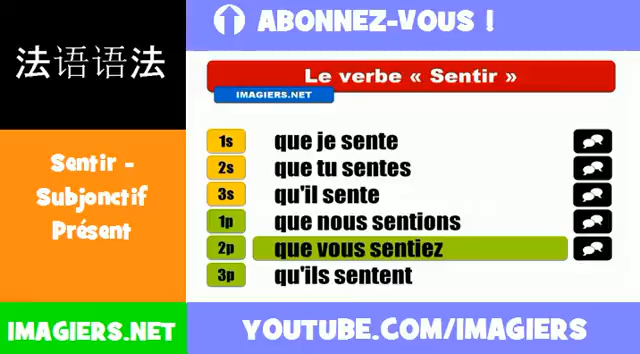 法语语法
ABONNEZ-VOUS !
Le verbe « Sentir »
IMAGIERS.NET
Sentir -
Subjonctif
Présent
1s que je sente
2s que tu sentes
3s qu'il sente
1p que nous sentions
2p que vous sentiez
3p qu'ils sentent
IMAGIERS.NET
YOUTUBE.COM/IMAGIERS